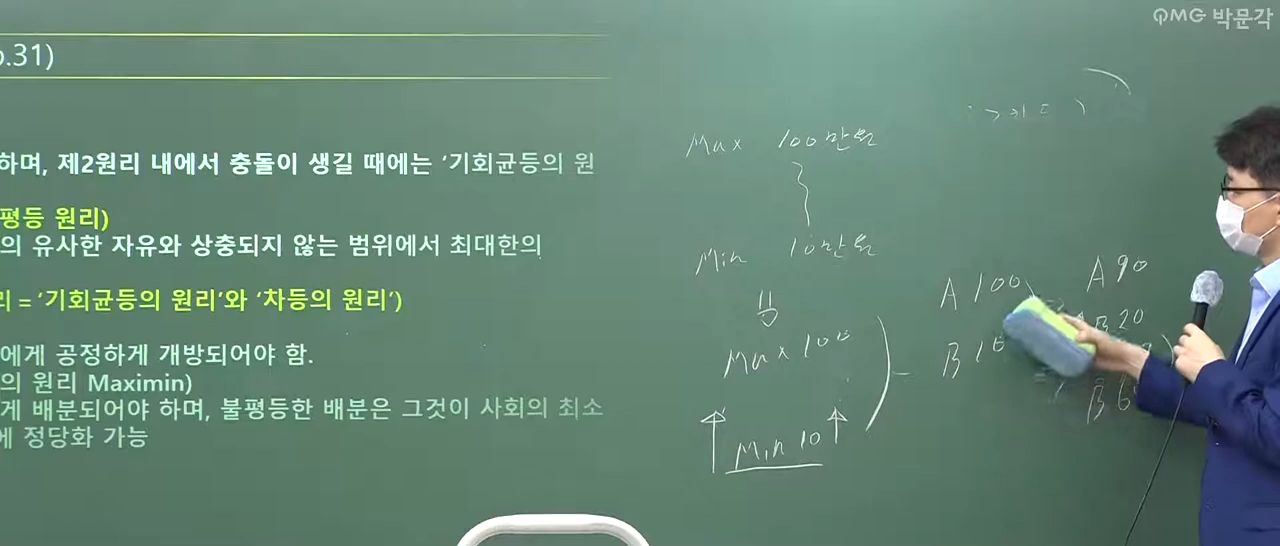 QMG 박문각
.31)
하며, 제2원리 내에서 충돌이 생길 때에는 ‘기회균등의 원
평등 원리)
의 유사한 자유와 상충되지 않는 범위에서 최대한의
리 = ‘기회균등의 원리’와 ‘차등의 원리’)
에게 공정하게 개방되어야 함.
의 원리 Maximin)
게 배분되어야 하며, 불평등한 배분은 그것이 사회의 최소
에 정당화 가능
Max 100만원
Min 10만원
Max 100
Min 10
A 100
B 10
A 90
B 20
B 6